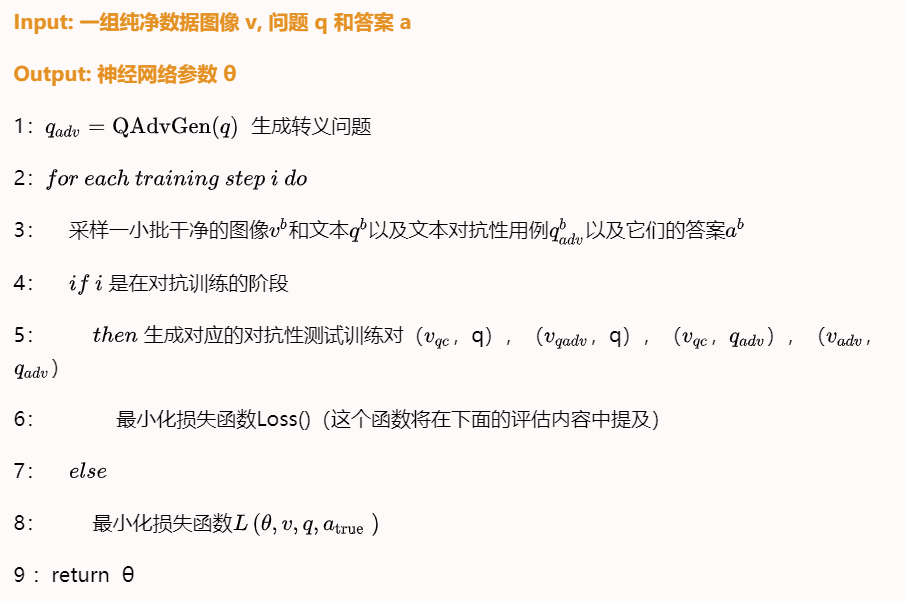 Input: 一组纯净数据图像 v, 问题 q 和答案 a
Output: 神经网络参数 θ
1：q_{adv} = QAdvGen(q) 生成转义问题
2：for each training step i do
3： 采样一小批干净的图像v^b和文本q^b以及文本对抗性用例q^b_{adv}以及它们的答案a^b
4： if i 是在对抗训练的阶段
5： then 生成对应的对抗性测试训练对（v_{qc}，q），（v_{qadv}，q），（v_{qc}，q_{adv}），（v_{adv}，
q_{adv}）
6： 最小化损失函数Loss()（这个函数将在下面的评估内容中提及）
7： else
8： 最小化损失函数L (θ, v, q, a_{true} )
9 ：return θ